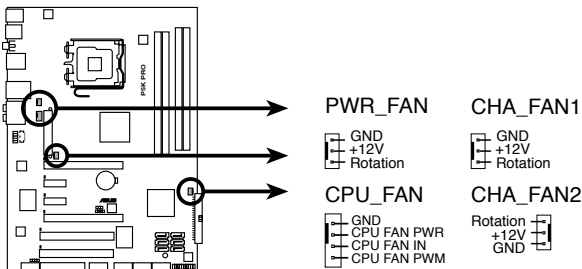 P5K PRO
ASUS
PWR_FAN
GND
+12V
Rotation
CHA_FAN1
GND
+12V
Rotation
CPU_FAN
GND
CPU FAN PWR
CPU FAN IN
CPU FAN PWM
CHA_FAN2
Rotation
+12V
GND